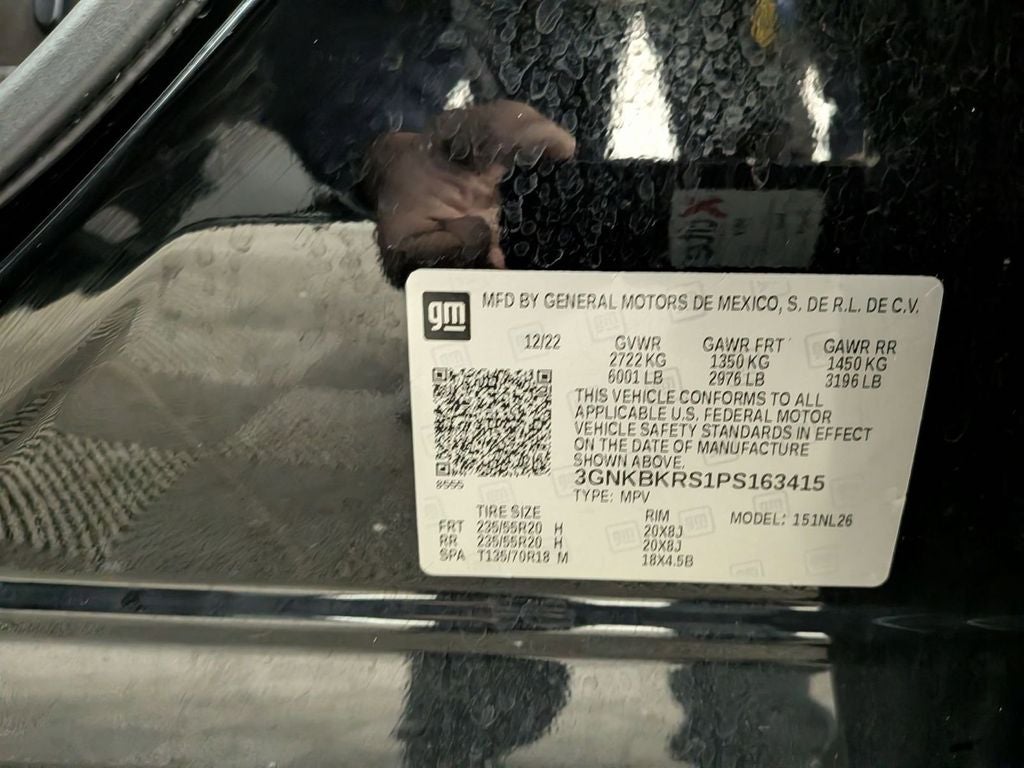 gm MFD BY GENERAL MOTORS DE MEXICO, S. DE R.L. DE C.V.
12/22 GVWR GAWR FRT GAWR RR
2722 KG 1350 KG 1450 KG
6001 LB 2976 LB 3196 LB
THIS VEHICLE CONFORMS TO ALL
APPLICABLE U.S. FEDERAL MOTOR
VEHICLE SAFETY STANDARDS IN EFFECT
ON THE DATE OF MANUFACTURE
SHOWN ABOVE.
8555
3GNKBKRS1PS163415
TYPE: MPV
TIRE SIZE RIM MODEL: 151NL26
FRT 235/55R20 H 20X8J
RR 235/55R20 H 20X8J
SPA T135/70R18 M 18X4.5B